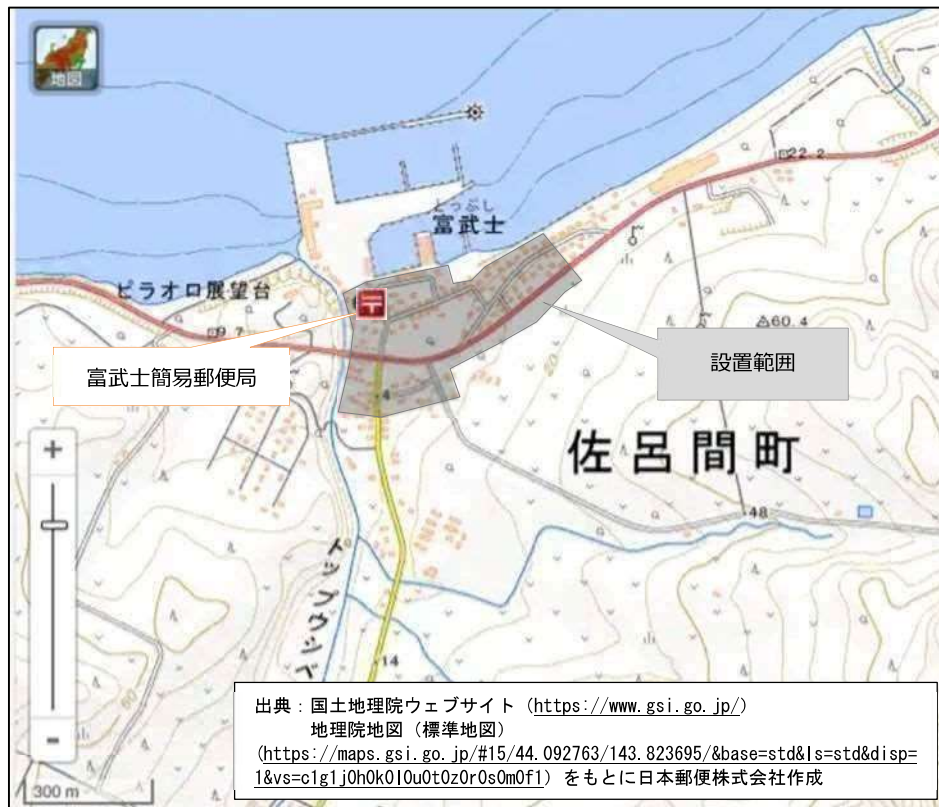 地図
22.2
とっぷし
富武士
ピラオロ展望台
9.7
60.4
富武士簡易郵便局
設置範囲
4
佐呂間町
48
トップウシベ
14
+
-
300 m
出典：国土地理院ウェブサイト（https://www.gsi.go.jp/）
地理院地図（標準地図）
(https://maps.gsi.go.jp/#15/44.092763/143.823695/&base=std&ls=std&disp=
1&vs=c1g1j0h0k0l0u0t0z0r0s0m0f1）をもとに日本郵便株式会社作成